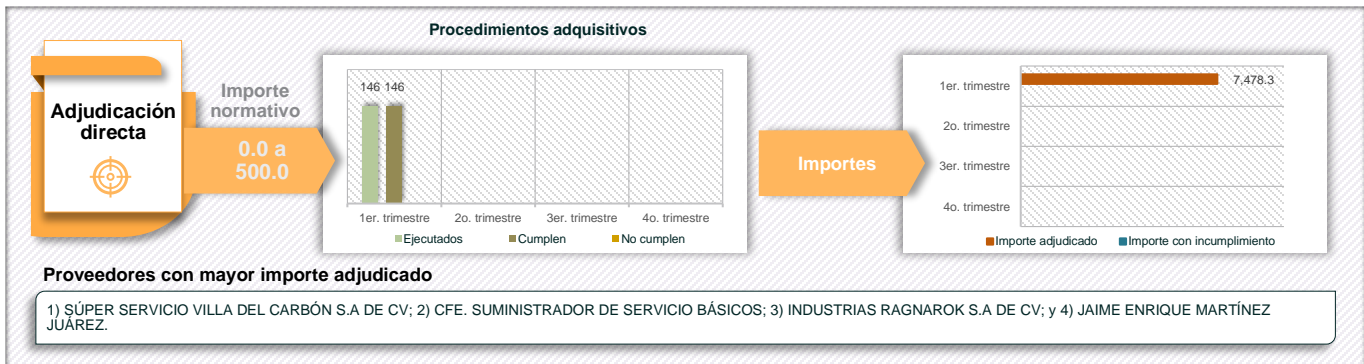 Procedimientos adquisitivos
Adjudicación
directa
Importe
normativo
0.0 a
500.0
146 146
1er. trimestre 2o. trimestre 3er. trimestre 4o. trimestre
Ejecutados Cumplen No cumplen
Importes
1er. trimestre 7,478.3
2o. trimestre
3er. trimestre
4o. trimestre
Importe adjudicado Importe con incumplimiento
Proveedores con mayor importe adjudicado
1) SÚPER SERVICIO VILLA DEL CARBÓN S.A DE CV; 2) CFE. SUMINISTRADOR DE SERVICIO BÁSICOS; 3) INDUSTRIAS RAGNAROK S.A DE CV; y 4) JAIME ENRIQUE MARTÍNEZ
JUÁREZ.